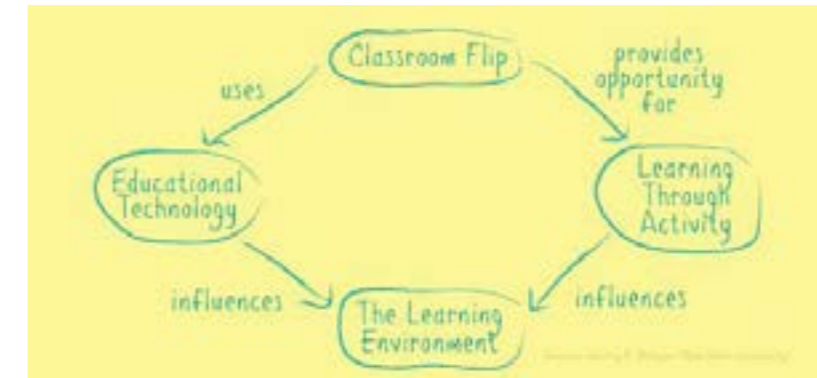 Classroom Flip
uses
provides
opportunity
for
Educational
Technology
Learning
Through
Activity
influences
influences
The Learning
Environment